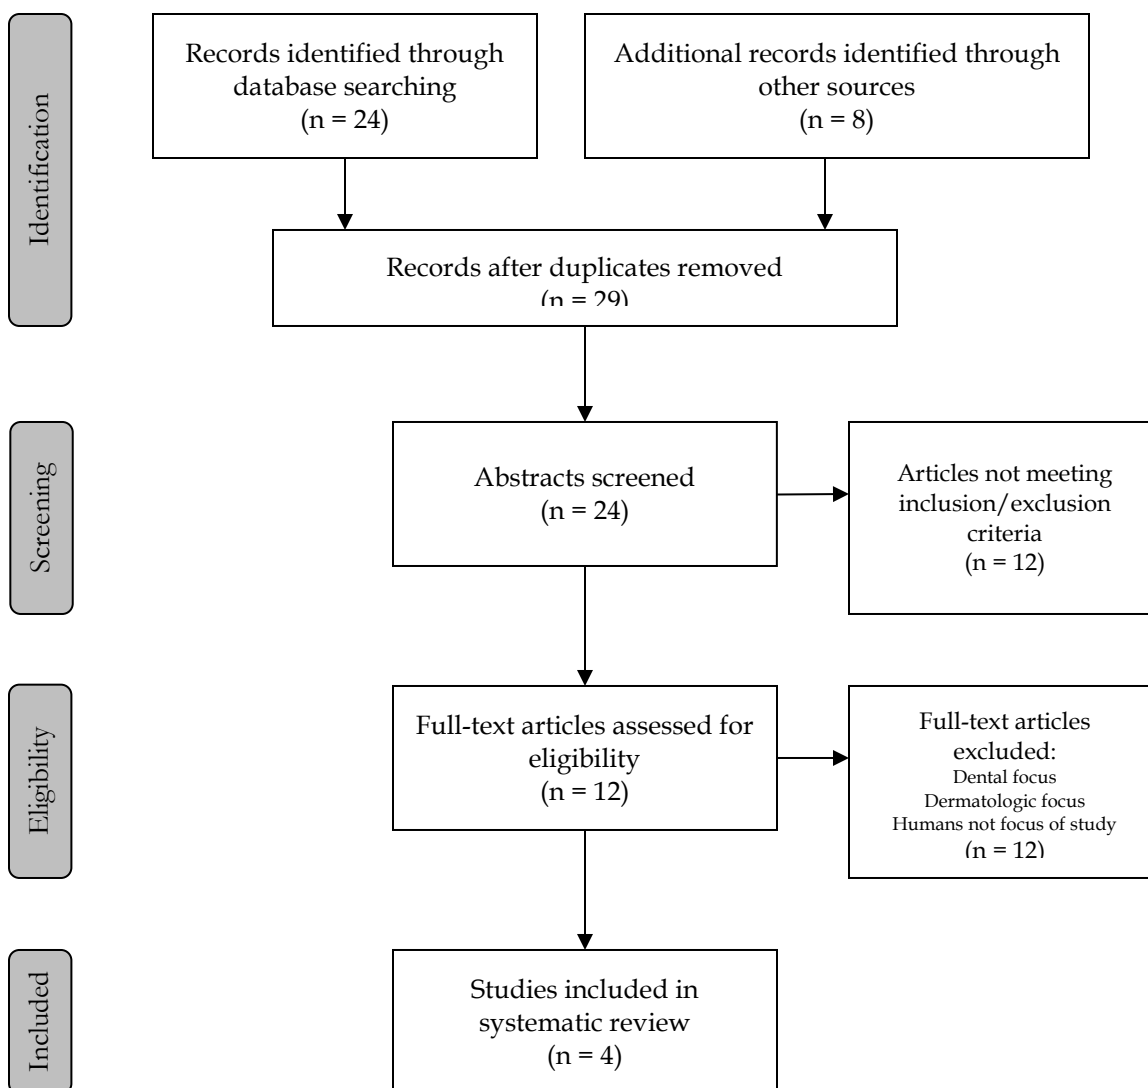 Identification
Records identified through
database searching
(n = 24)
Additional records identified through
other sources
(n = 8)
Records after duplicates removed
(n = 29)
Screening
Abstracts screened
(n = 24)
Articles not meeting
inclusion/exclusion
criteria
(n = 12)
Eligibility
Full-text articles assessed for
eligibility
(n = 12)
Full-text articles
excluded:
Dental focus
Dermatologic focus
Humans not focus of study
(n = 12)
Included
Studies included in
systematic review
(n = 4)